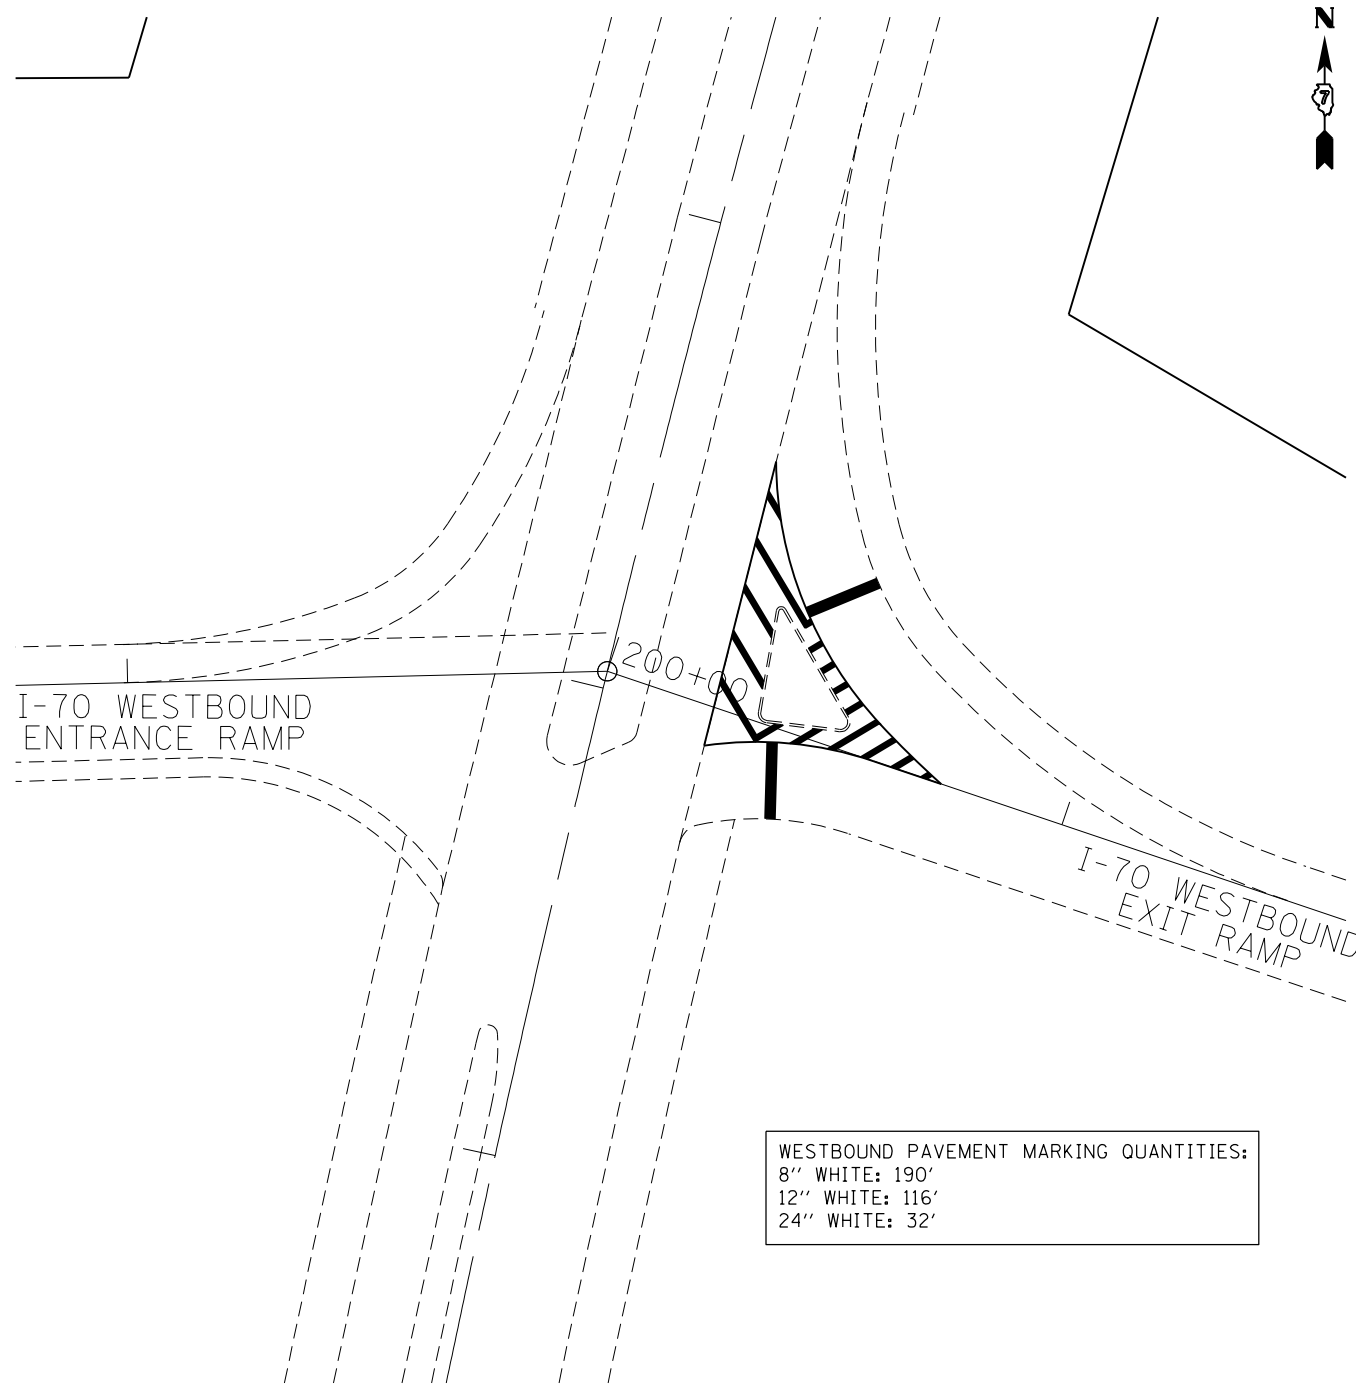 N
7
200+00
I-70 WESTBOUND
ENTRANCE RAMP
I-70 WESTBOUND
EXIT RAMP
WESTBOUND PAVEMENT MARKING QUANTITIES:
8'' WHITE: 190'
12'' WHITE: 116'
24'' WHITE: 32'